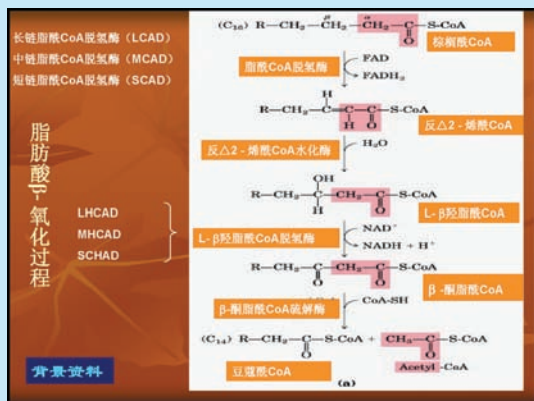 长链脂酰CoA脱氢酶（LCAD）
中链脂酰CoA脱氢酶（MCAD）
短链脂酰CoA脱氢酶（SCAD）
脂肪酸β-氧化过程
LHCAD
MHCAD
SCHAD
背景资料
(C₁₆) R—CH₂—CH₂—CH₂—C—S-CoA
β α
O
棕榈酰CoA
脂酰CoA脱氢酶
FAD
FADH₂
H
R—CH₂—C=C—C—S-CoA
H O
反△2 - 烯酰CoA
反△2 - 烯酰CoA水化酶
H₂O
OH
R—CH₂—C—CH₂—C—S-CoA
H O
L- β羟脂酰CoA
L- β羟脂酰CoA脱氢酶
NAD⁺
NADH + H⁺
R—CH₂—C—CH₂—C—S-CoA
O O
β -酮脂酰CoA
β-酮脂酰CoA硫解酶
CoA-SH
(C₁₄) R—CH₂—C—S-CoA + CH₃—C—S-CoA
O O
豆蔻酰CoA
Acetyl-CoA
(a)